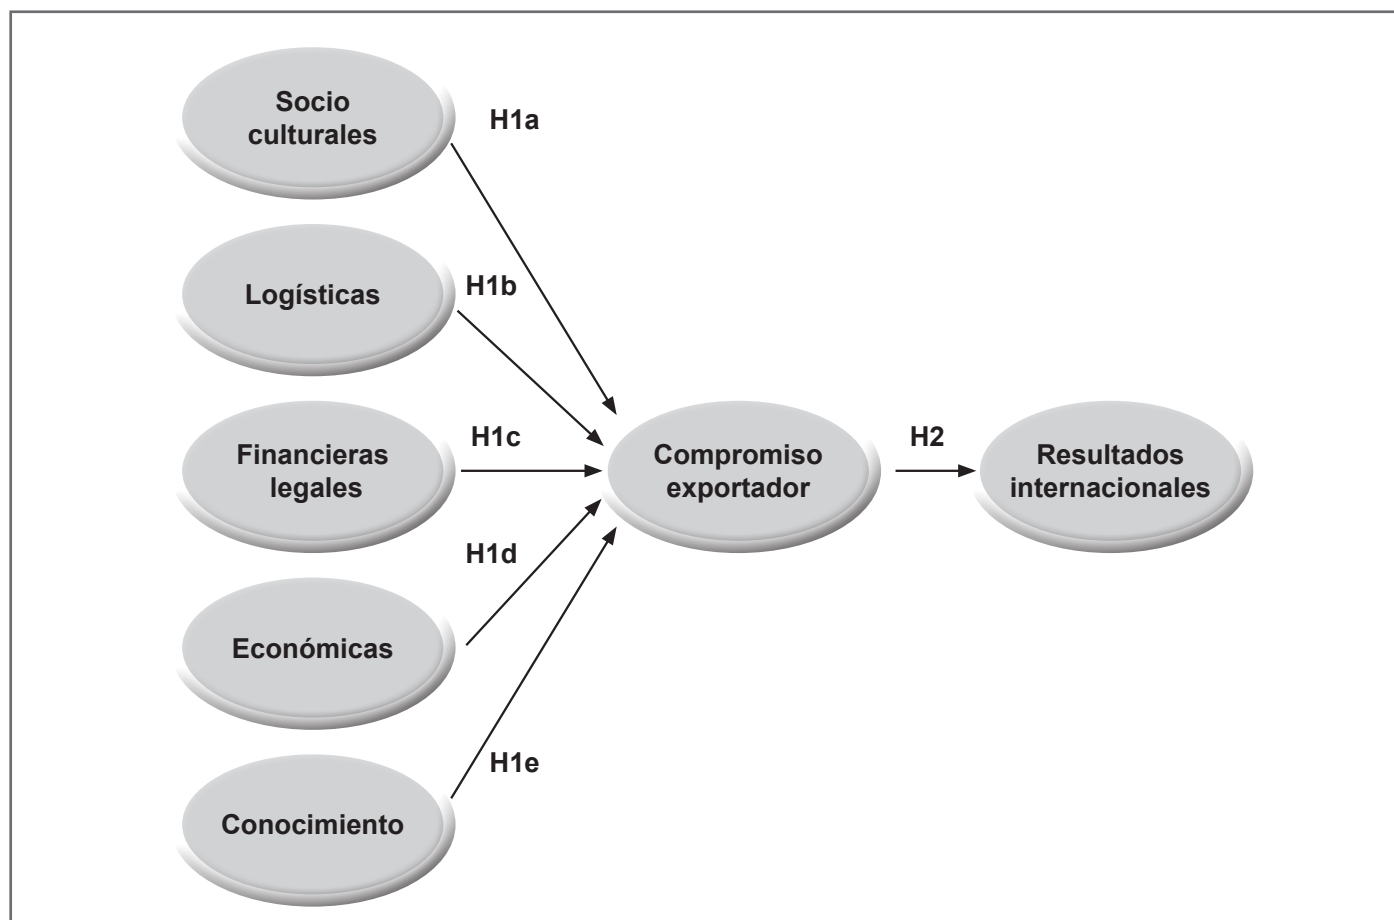 Socio
culturales
H1a
Logísticas
H1b
Financieras
legales
H1c
Económicas
H1d
Conocimiento
H1e
Compromiso
exportador
H2
Resultados
internacionales